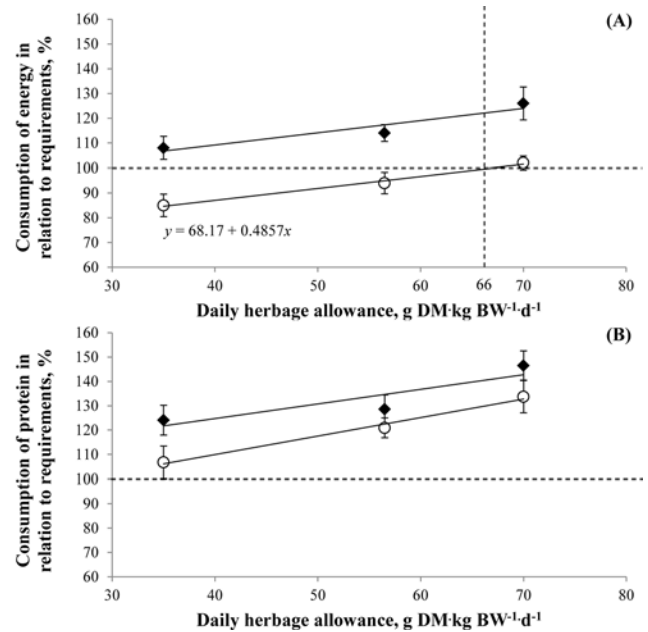 160
(A)
150
140
130
120
110
100
90
80
70
60
Consumption of energy in
relation to requirements, %
y = 68.17 + 0.4857x
30 40 50 60 66 70 80
Daily herbage allowance, g DM·kg BW⁻¹·d⁻¹
160
(B)
150
140
130
120
110
100
90
80
70
60
Consumption of protein in
relation to requirements, %
30 40 50 60 70 80
Daily herbage allowance, g DM·kg BW⁻¹·d⁻¹